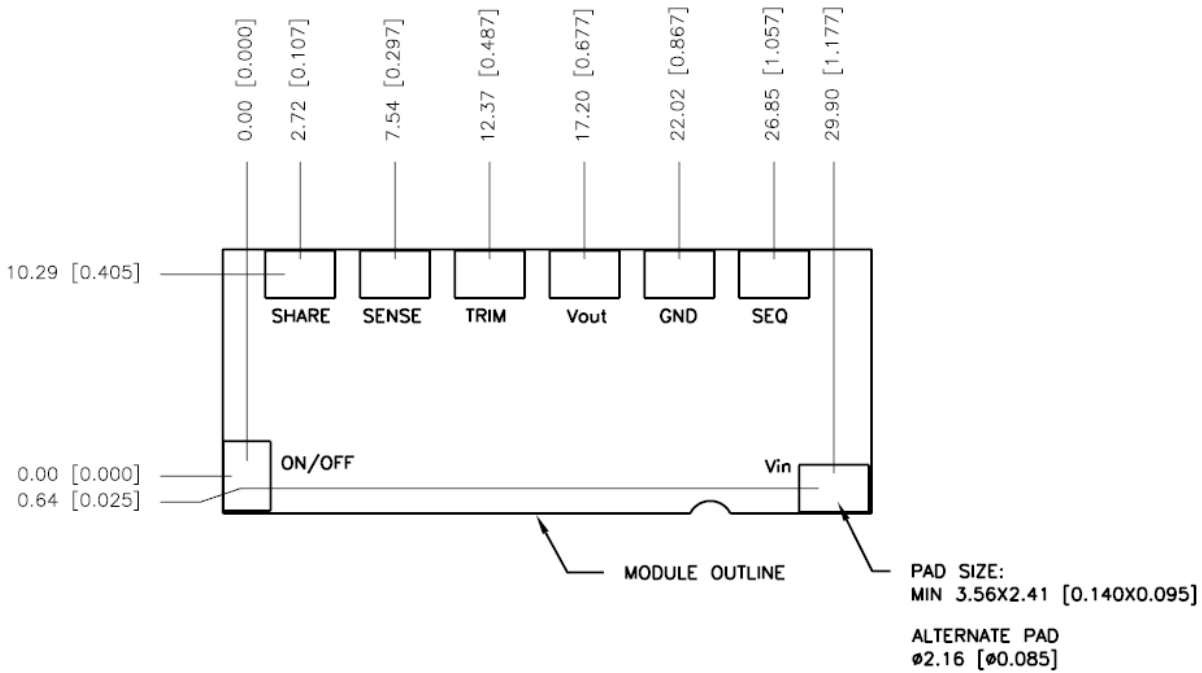 0.00 [0.000]
2.72 [0.107]
7.54 [0.297]
12.37 [0.487]
17.20 [0.677]
22.02 [0.867]
26.85 [1.057]
29.90 [1.177]
10.29 [0.405]
SHARE
SENSE
TRIM
Vout
GND
SEQ
ON/OFF
Vin
0.00 [0.000]
0.64 [0.025]
MODULE OUTLINE
PAD SIZE:
MIN 3.56X2.41 [0.140X0.095]
ALTERNATE PAD
ø2.16 [ø0.085]